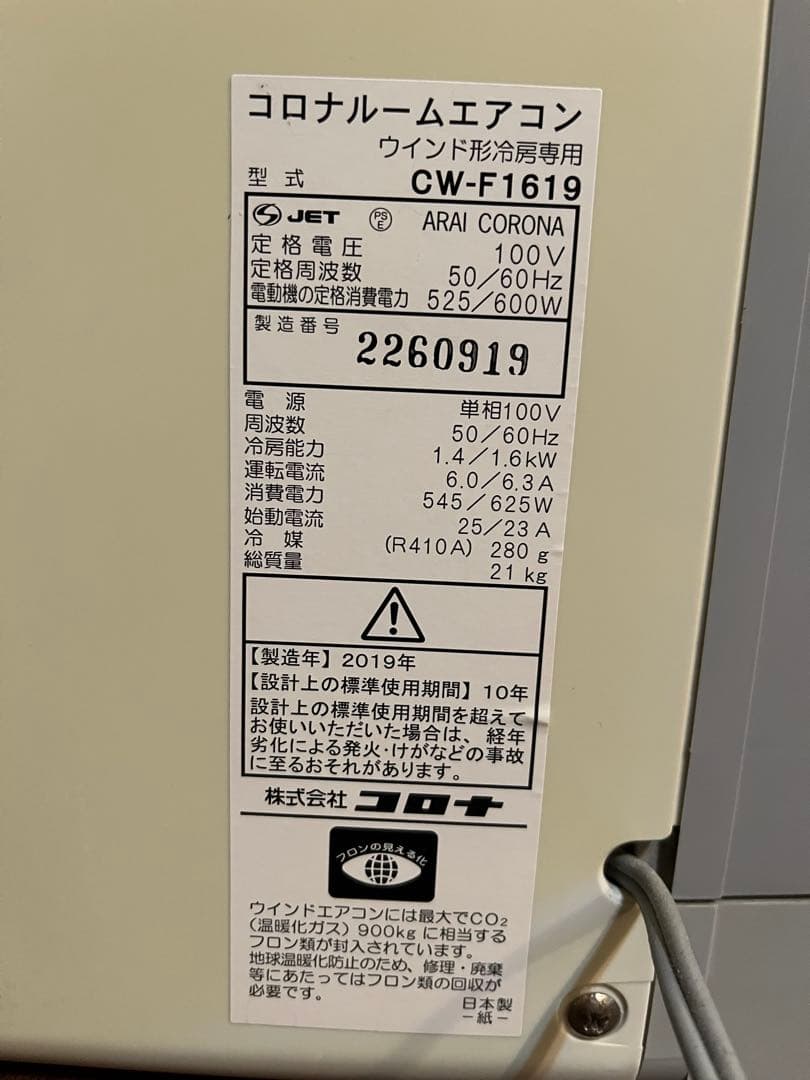 コロナルームエアコン
ウインド形冷房専用
型式 CW-F1619
JET PS E ARAI CORONA
定格電圧 100V
定格周波数 50/60Hz
電動機の定格消費電力 525/600W
製造番号 2260919
電源 単相100V
周波数 50/60Hz
冷房能力 1.4/1.6kW
運転電流 6.0/6.3A
消費電力 545/625W
始動電流 25/23A
冷媒 (R410A) 280g
総質量 21kg
【製造年】2019年
【設計上の標準使用期間】10年
設計上の標準使用期間を超えて
お使いいただいた場合は、経年
劣化による発火・けがなどの事故
に至るおそれがあります。
株式会社 コロナ
フロンの見える化
ウインドエアコンには最大でCO₂
(温暖化ガス)900kgに相当する
フロン類が封入されています。
地球温暖化防止のため、修理・廃棄
等にあたってはフロン類の回収が
必要です。
日本製
-紙-